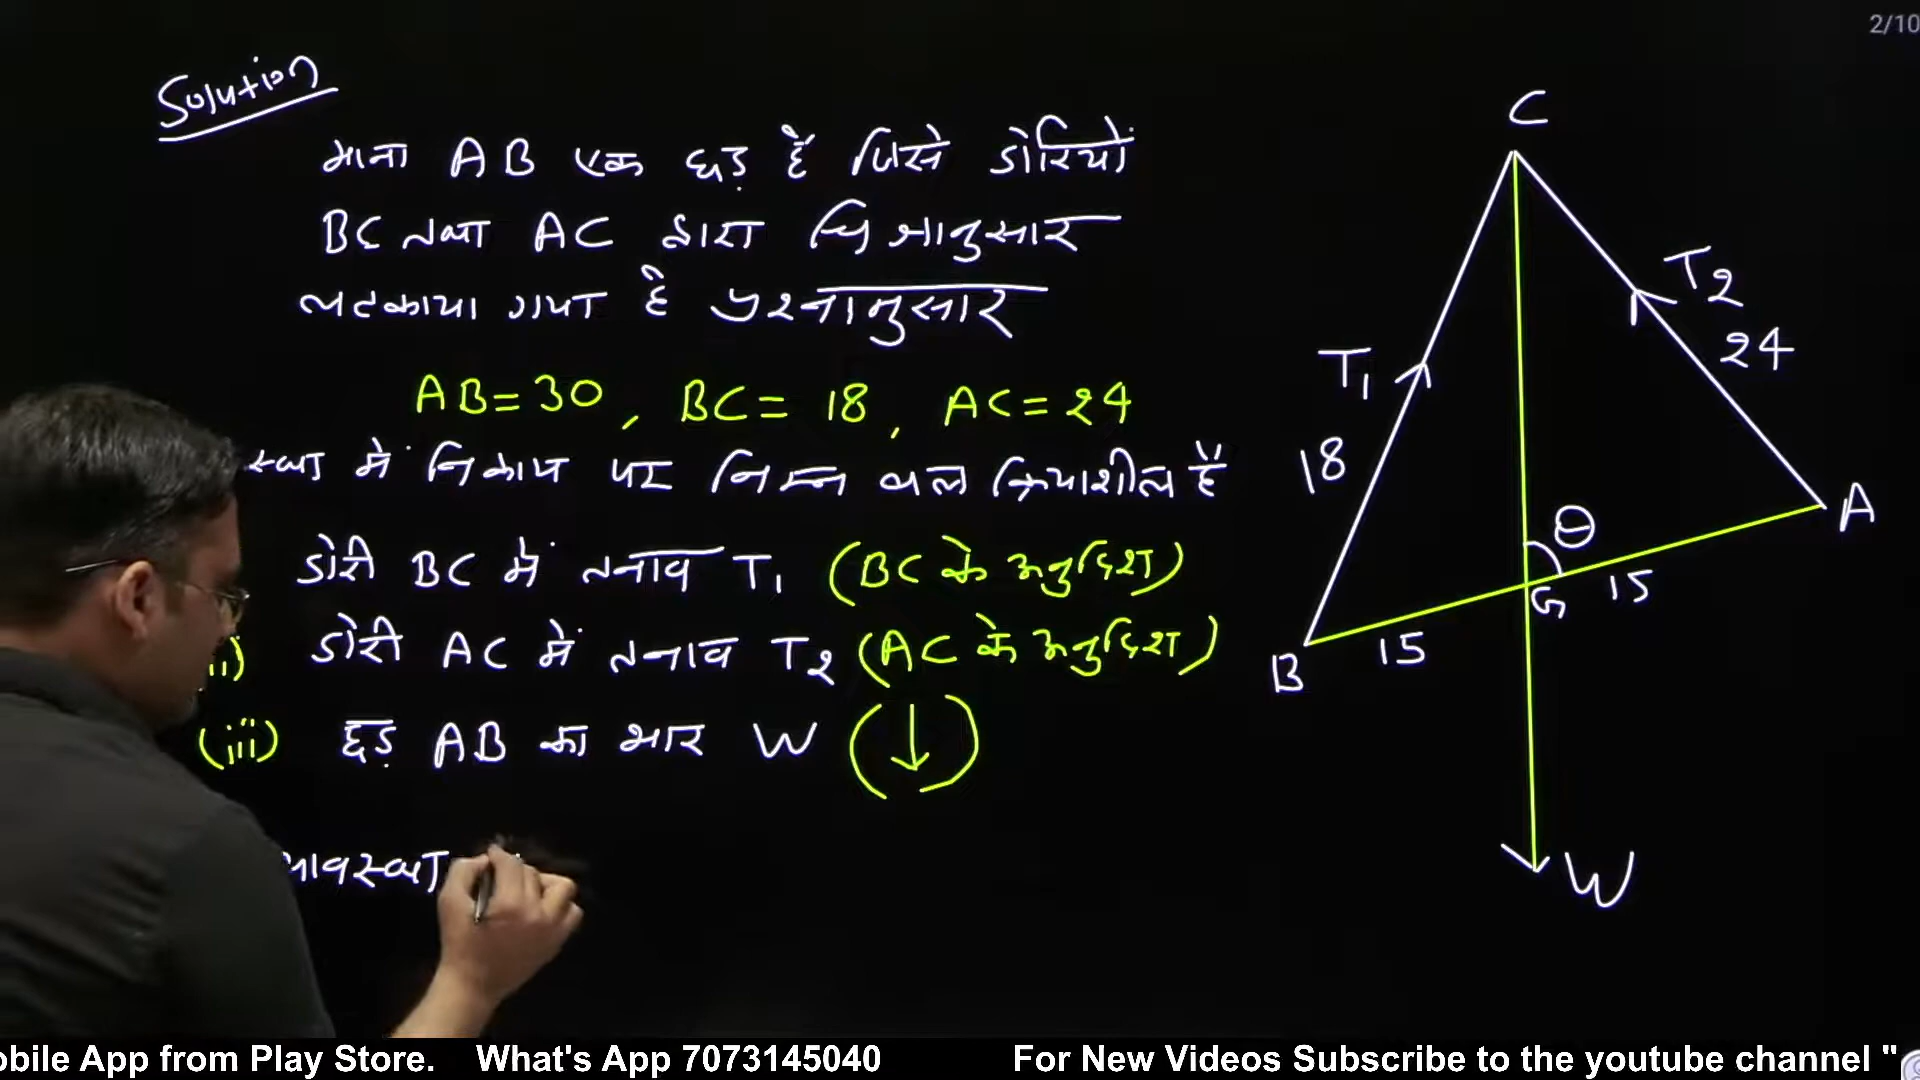 2/10
Solution
माना AB एक छड़ हैं जिसे डोरियों
BC तथा AC द्वारा चित्रानुसार
लटकाया गया है प्रश्नानुसार
AB = 30 , BC = 18 , AC = 24
में निकाय पर निम्न बल क्रियाशील हैं
डोरी BC में तनाव T1 (BC के अनुदिश)
ii) डोरी AC में तनाव T2 (AC के अनुदिश)
(iii) छड़ AB का भार W (↓)
C
T2
24
T1
18
θ
A
G
15
15
B
W
obile App from Play Store. What's App 7073145040 For New Videos Subscribe to the youtube channel "